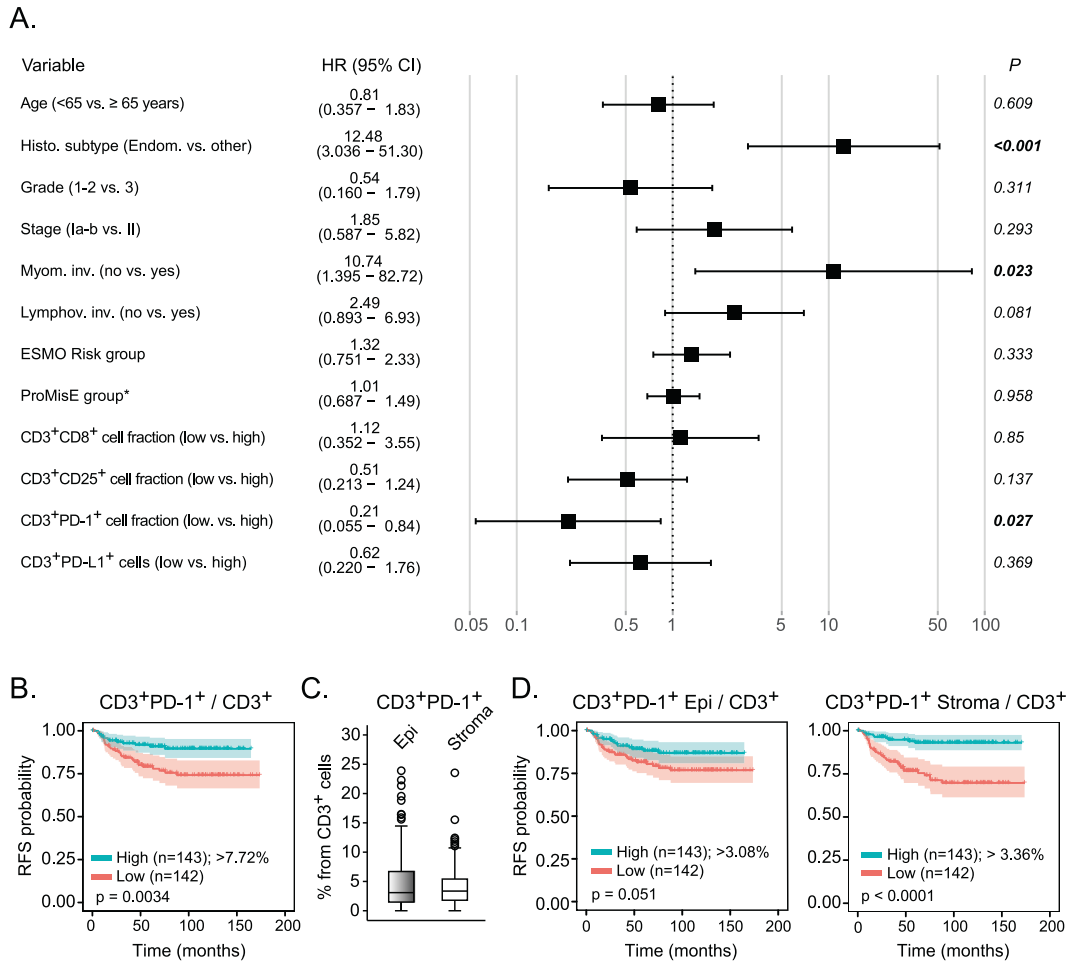 A.
Variable HR (95% CI) P
Age (<65 vs. ≥ 65 years) 0.81 (0.357 – 1.83) 0.609
Histo. subtype (Endom. vs. other) 12.48 (3.036 – 51.30) <0.001
Grade (1-2 vs. 3) 0.54 (0.160 – 1.79) 0.311
Stage (Ia-b vs. II) 1.85 (0.587 – 5.82) 0.293
Myom. inv. (no vs. yes) 10.74 (1.395 – 82.72) 0.023
Lymphov. inv. (no vs. yes) 2.49 (0.893 – 6.93) 0.081
ESMO Risk group 1.32 (0.751 – 2.33) 0.333
ProMisE group* 1.01 (0.687 – 1.49) 0.958
CD3⁺CD8⁺ cell fraction (low vs. high) 1.12 (0.352 – 3.55) 0.85
CD3⁺CD25⁺ cell fraction (low vs. high) 0.51 (0.213 – 1.24) 0.137
CD3⁺PD-1⁺ cell fraction (low. vs. high) 0.21 (0.055 – 0.84) 0.027
CD3⁺PD-L1⁺ cells (low vs. high) 0.62 (0.220 – 1.76) 0.369
0.05 0.1 0.5 1 5 10 50 100
B.
CD3⁺PD-1⁺ / CD3⁺
RFS probability
1.00
0.75
0.50
0.25
0.00
High (n=143); >7.72%
Low (n=142)
p = 0.0034
0 50 100 150 200
Time (months)
C.
CD3⁺PD-1⁺
Epi Stroma
% from CD3⁺ cells
30
25
20
15
10
5
0
D.
CD3⁺PD-1⁺ Epi / CD3⁺
RFS probability
1.00
0.75
0.50
0.25
0.00
High (n=143); >3.08%
Low (n=142)
p = 0.051
0 50 100 150 200
Time (months)
CD3⁺PD-1⁺ Stroma / CD3⁺
RFS probability
1.00
0.75
0.50
0.25
0.00
High (n=143); > 3.36%
Low (n=142)
p < 0.0001
0 50 100 150 200
Time (months)